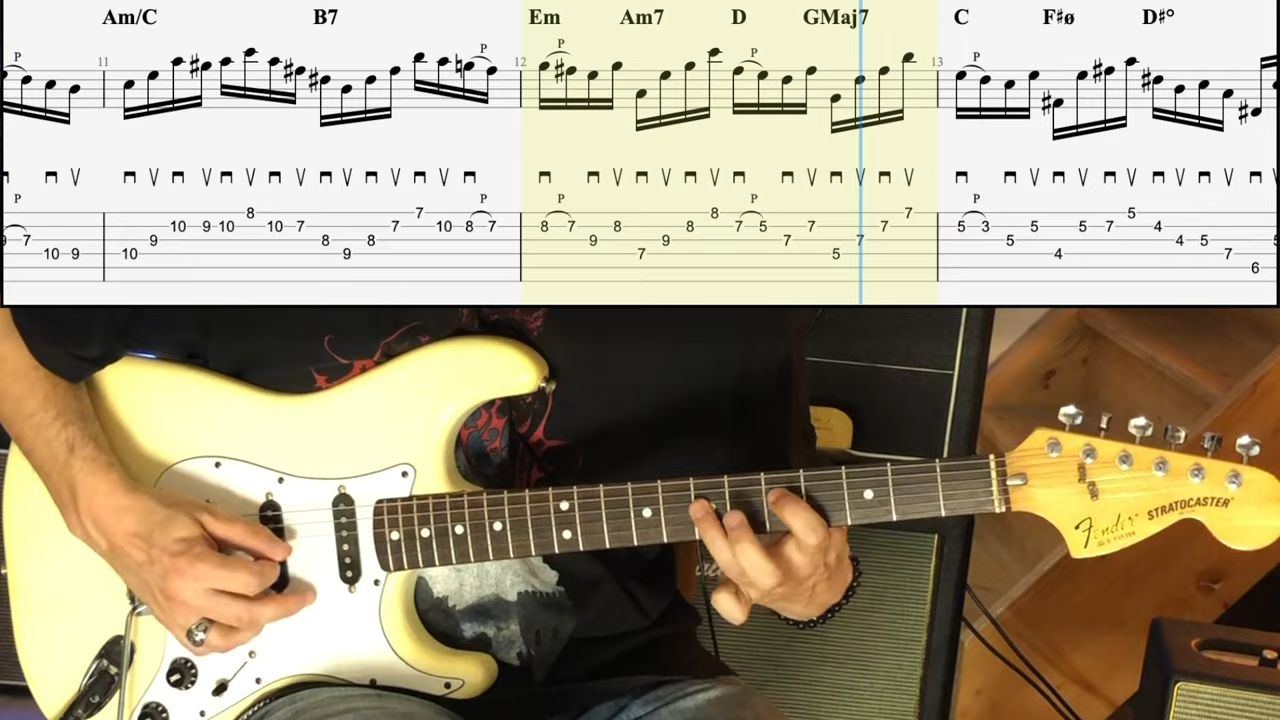 Am/C B7 Em Am7 D GMaj7 C F♯ø D♯°
P P P P P
11 12 13
P P P P P
8 8 7 5
10 9 10 10 7 7 10 8 7 8 7 8 7 5 7 7 5 3 5 5 7 4
9 7 9 8 8 9 9 7 7 5 4 5
10 9 10 9 7 5 4 7
6
Fender STRATOCASTER